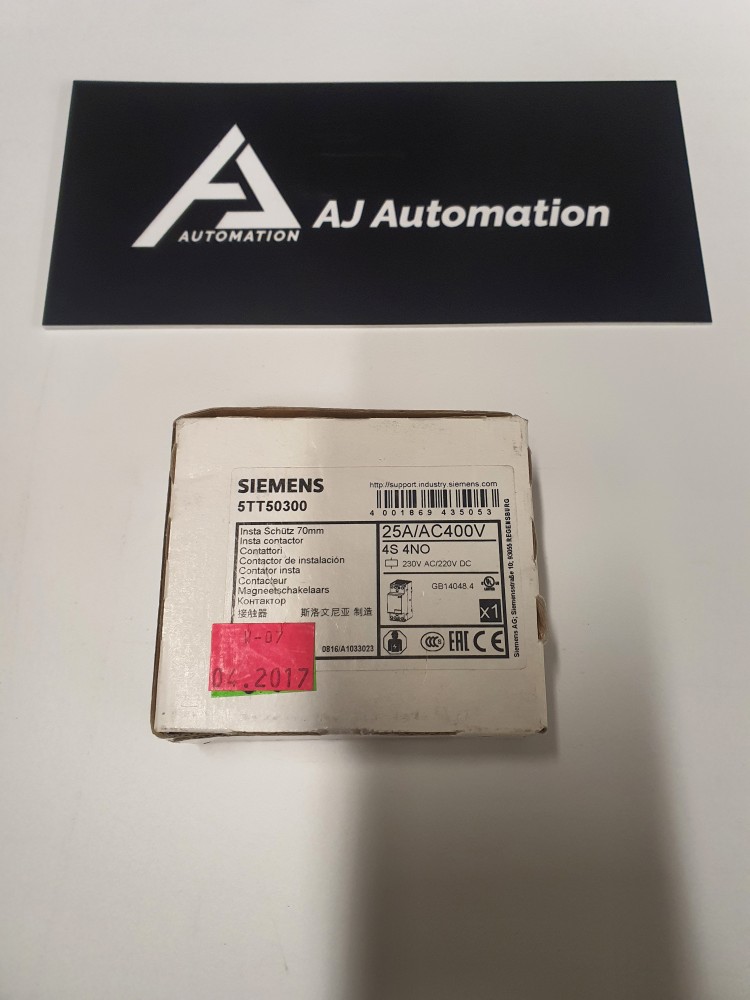 AUTOMATION
AJ Automation
SIEMENS
5TT50300
http://support.industry.siemens.com
4 001869 435053
Insta Schütz 70mm
Insta contactor
Contattori
Contactor de instalación
Contator insta
Contacteur
Magneetschakelaars
Контактор
接触器 斯洛文尼亚 制造
25A/AC400V
4S 4NO
230V AC/220V DC
GB14048.4
UL
x1
0816/A1033023
CCC EAC CE
Siemens AG, Siemensstraße 10; 93055 REGENSBURG
04.2017